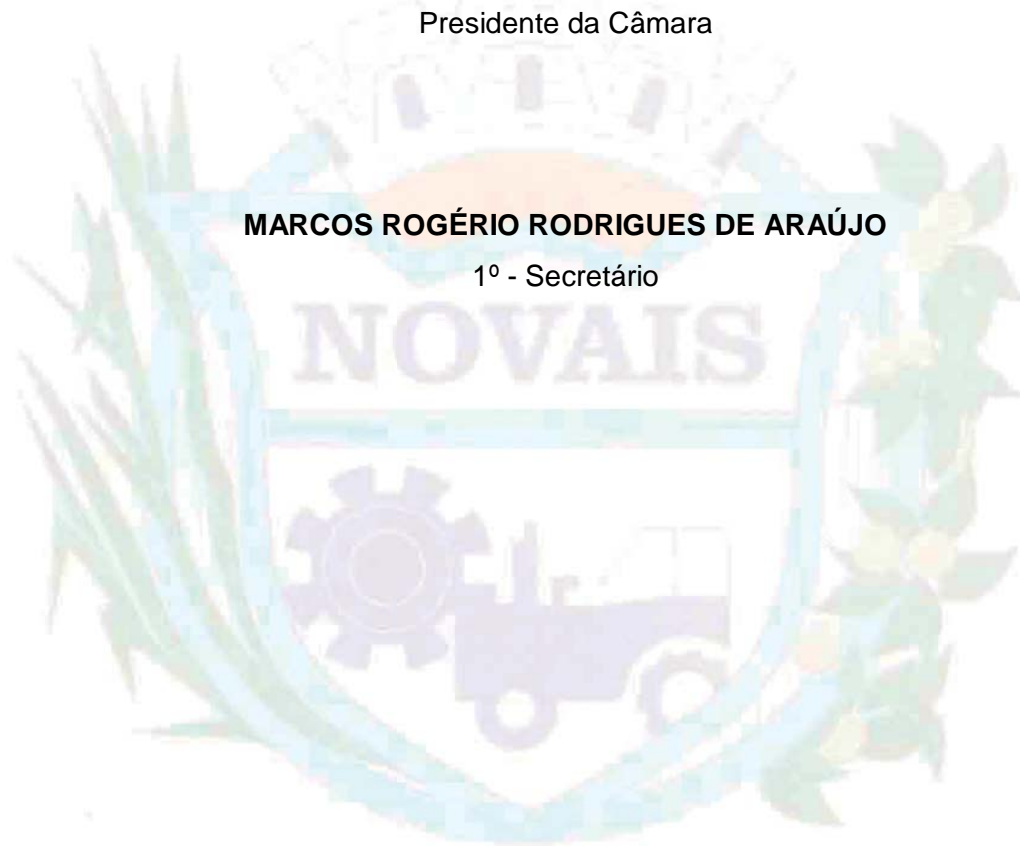 Presidente da Câmara
MARCOS ROGÉRIO RODRIGUES DE ARAÚJO
1º - Secretário
NOVAIS